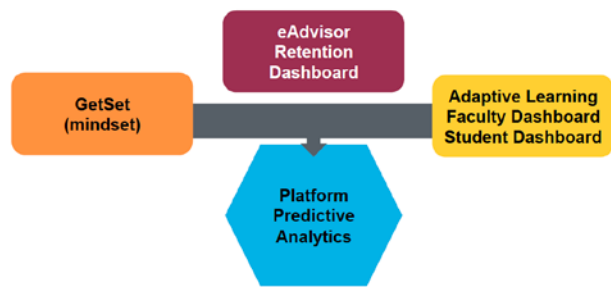 eAdvisor
Retention
Dashboard
GetSet
(mindset)
Adaptive Learning
Faculty Dashboard
Student Dashboard
Platform
Predictive
Analytics